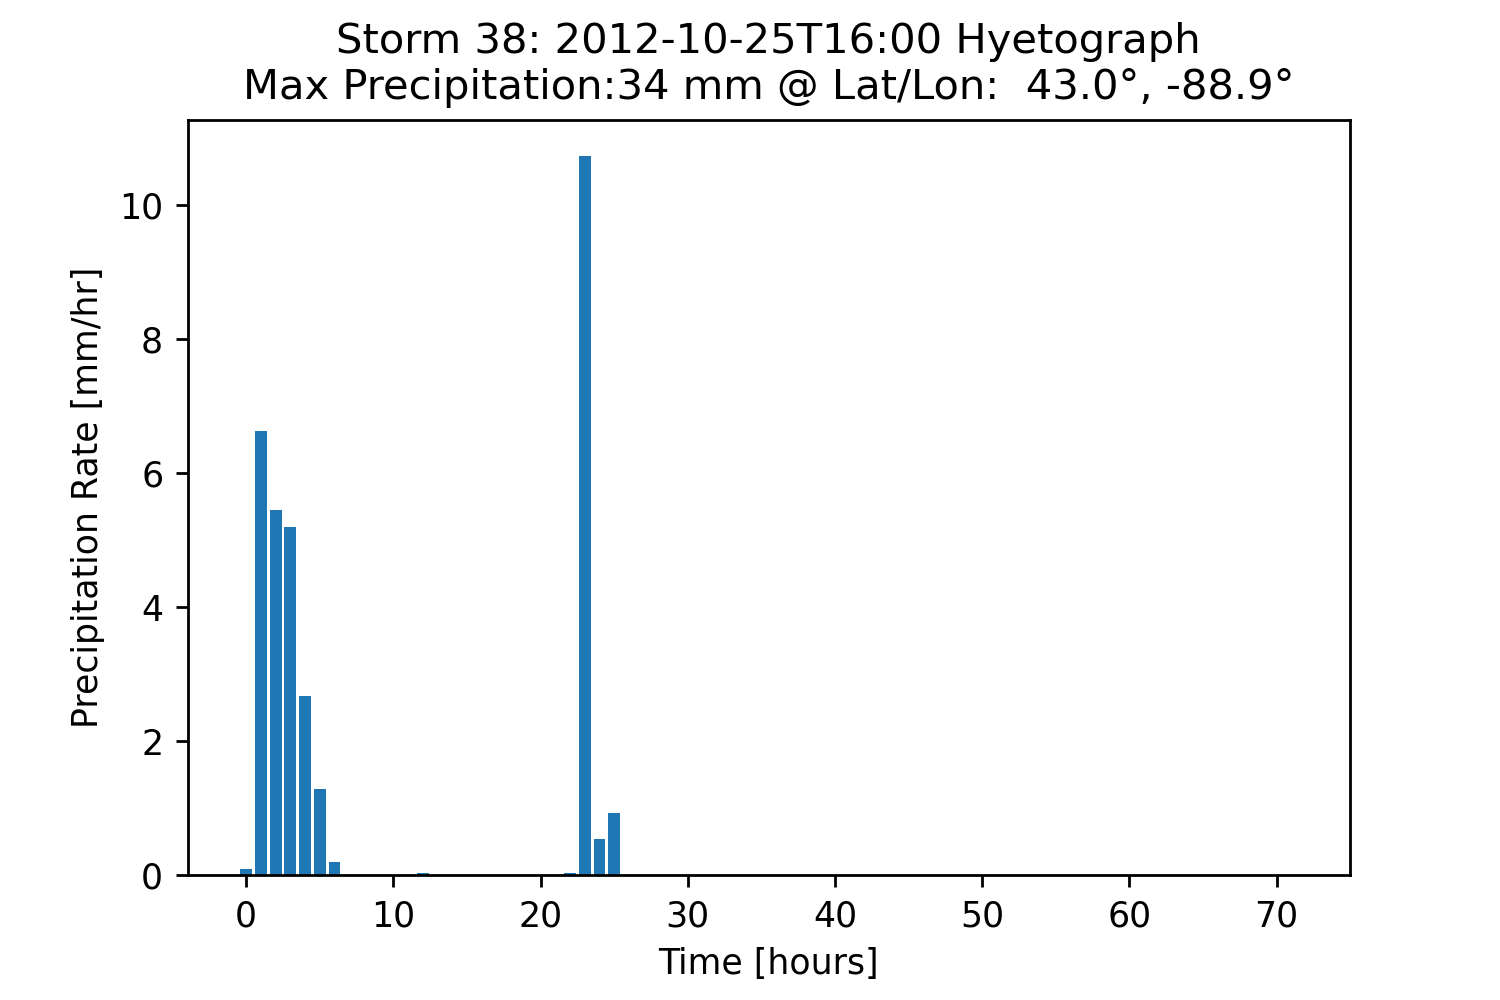 Storm 38: 2012-10-25T16:00 Hyetograph
Max Precipitation:34 mm @ Lat/Lon:  43.0°, -88.9°
Precipitation Rate [mm/hr]
10
8
6
4
2
0
0 10 20 30 40 50 60 70
Time [hours]